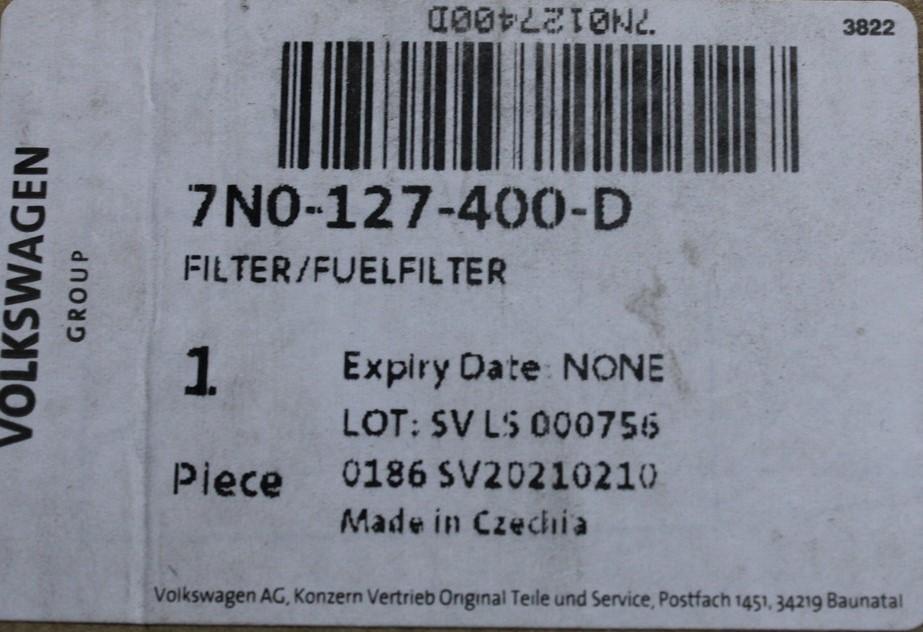 7N0127400D
3822
VOLKSWAGEN
GROUP
7N0-127-400-D
FILTER/FUELFILTER
1
Piece
Expiry Date: NONE
LOT: SV LS 000756
0186 SV20210210
Made in Czechia
Volkswagen AG, Konzern Vertrieb Original Teile und Service, Postfach 1451, 34219 Baunatal